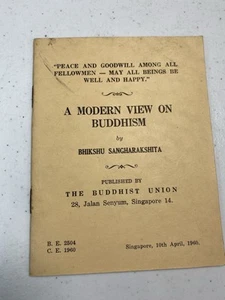 "PEACE AND GOODWILL AMONG ALL
FELLOWMEN — MAY ALL BEINGS BE
WELL AND HAPPY."
A MODERN VIEW ON
BUDDHISM
by
BHIKSHU SANGHARAKSHITA
PUBLISHED BY
THE BUDDHIST UNION
28, Jalan Senyum, Singapore 14.
B. E. 2504
C. E. 1960
Singapore, 10th April, 1960.